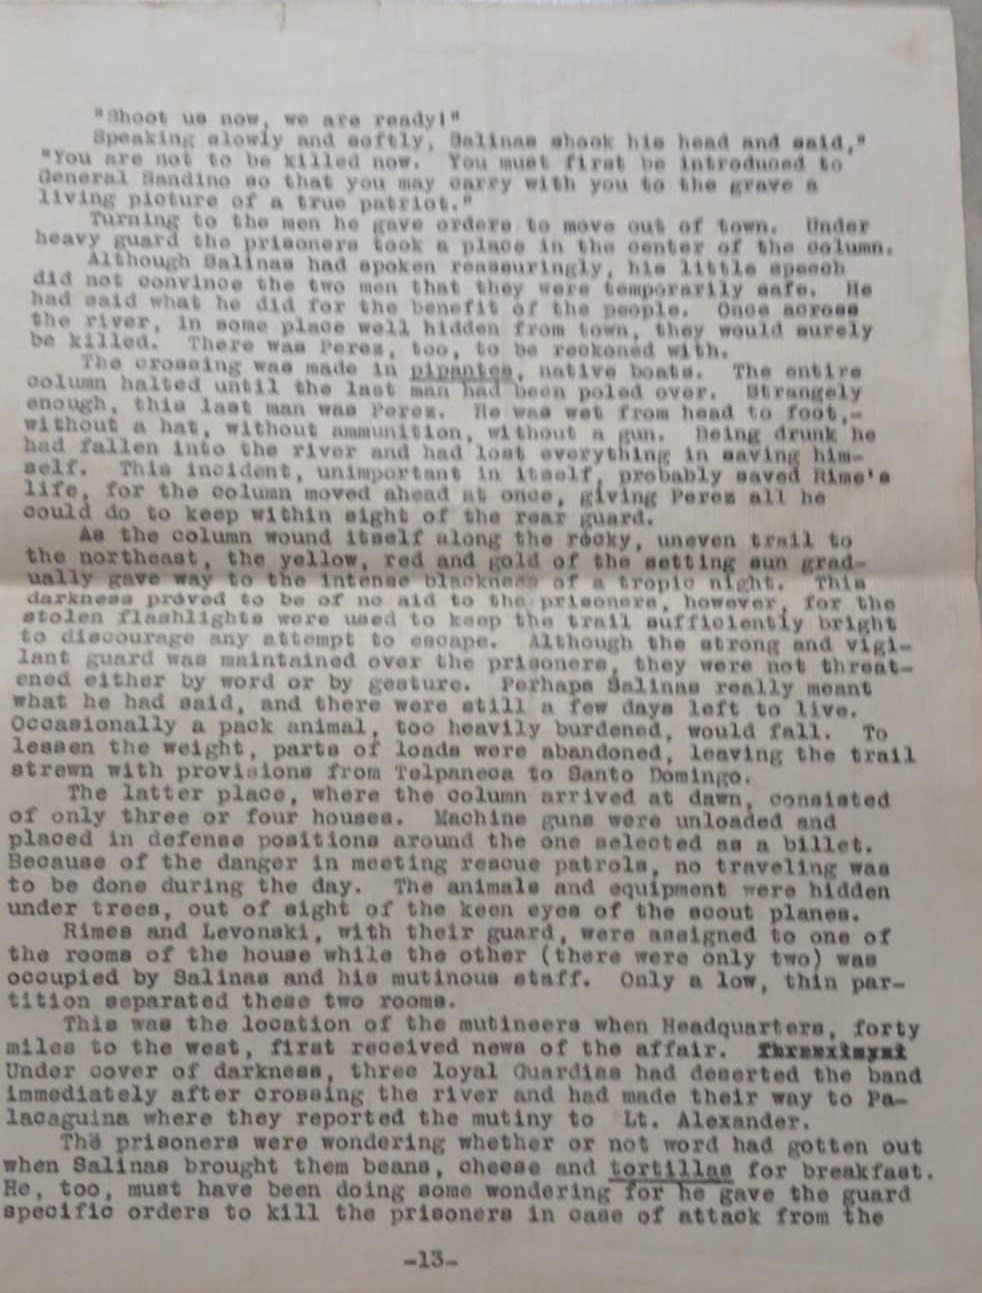 "Shoot us now, we are ready!"
Speaking slowly and softly, Salinas shook his head and said,"
"You are not to be killed now. You must first be introduced to
General Sandino so that you may carry with you to the grave a
living picture of a true patriot."
Turning to the men he gave orders to move out of town. Under
heavy guard the prisoners took a place in the center of the column.
Although Salinas had spoken reassuringly, his little speech
did not convince the two men that they were temporarily safe. He
had said what he did for the benefit of the people. Once across
the river, in some place well hidden from town, they would surely
be killed. There was Perez, too, to be reckoned with.
The crossing was made in pipantes, native boats. The entire
column halted until the last man had been poled over. Strangely
enough, this last man was Perez. He was wet from head to foot,-
without a hat, without ammunition, without a gun. Being drunk he
had fallen into the river and had lost everything in saving him-
self. This incident, unimportant in itself, probably saved Rime's
life, for the column moved ahead at once, giving Perez all he
could do to keep within sight of the rear guard.
As the column wound itself along the rocky, uneven trail to
the northeast, the yellow, red and gold of the setting sun grad-
ually gave way to the intense blackness of a tropic night. This
darkness proved to be of no aid to the prisoners, however, for the
stolen flashlights were used to keep the trail sufficiently bright
to discourage any attempt to escape. Although the strong and vigi-
lant guard was maintained over the prisoners, they were not threat-
ened either by word or by gesture. Perhaps Salinas really meant
what he had said, and there were still a few days left to live.
Occasionally a pack animal, too heavily burdened, would fall. To
lessen the weight, parts of loads were abandoned, leaving the trail
strewn with provisions from Telpaneca to Santo Domingo.
The latter place, where the column arrived at dawn, consisted
of only three or four houses. Machine guns were unloaded and
placed in defense positions around the one selected as a billet.
Because of the danger in meeting rescue patrols, no traveling was
to be done during the day. The animals and equipment were hidden
under trees, out of sight of the keen eyes of the scout planes.
Rimes and Levonski, with their guard, were assigned to one of
the rooms of the house while the other (there were only two) was
occupied by Salinas and his mutinous staff. Only a low, thin par-
tition separated these two rooms.
This was the location of the mutineers when Headquarters, forty
miles to the west, first received news of the affair.
Under cover of darkness, three loyal Guardias had deserted the band
immediately after crossing the river and had made their way to Pa-
lacaguina where they reported the mutiny to Lt. Alexander.
The prisoners were wondering whether or not word had gotten out
when Salinas brought them beans, cheese and tortillas for breakfast.
He, too, must have been doing some wondering for he gave the guard
specific orders to kill the prisoners in case of attack from the
-13-